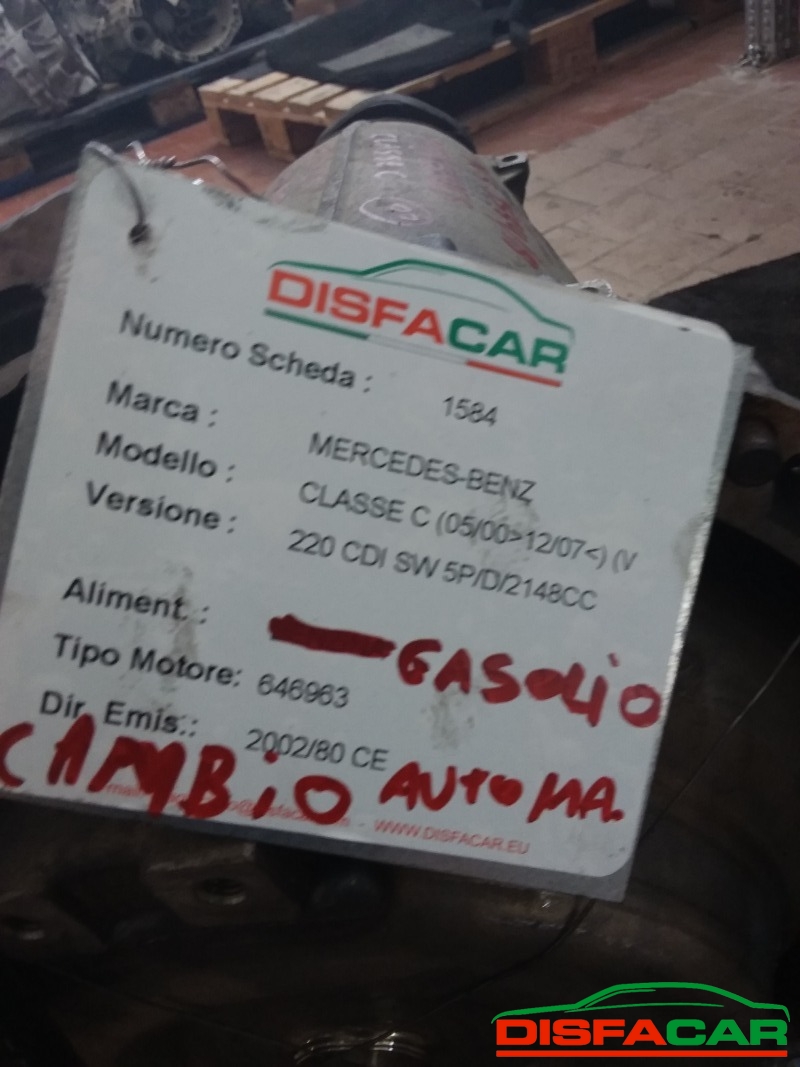 DISFACAR
Numero Scheda : 1584
Marca : MERCEDES-BENZ
Modello : CLASSE C (05/00>12/07<) (V
Versione : 220 CDI SW 5P/D/2148CC
Aliment. : GASOLIO
Tipo Motore: 646963
Dir. Emis.: 2002/80 CE
CAMBIO AUTOMA.
- WWW.DISFACAR.EU
DISFACAR